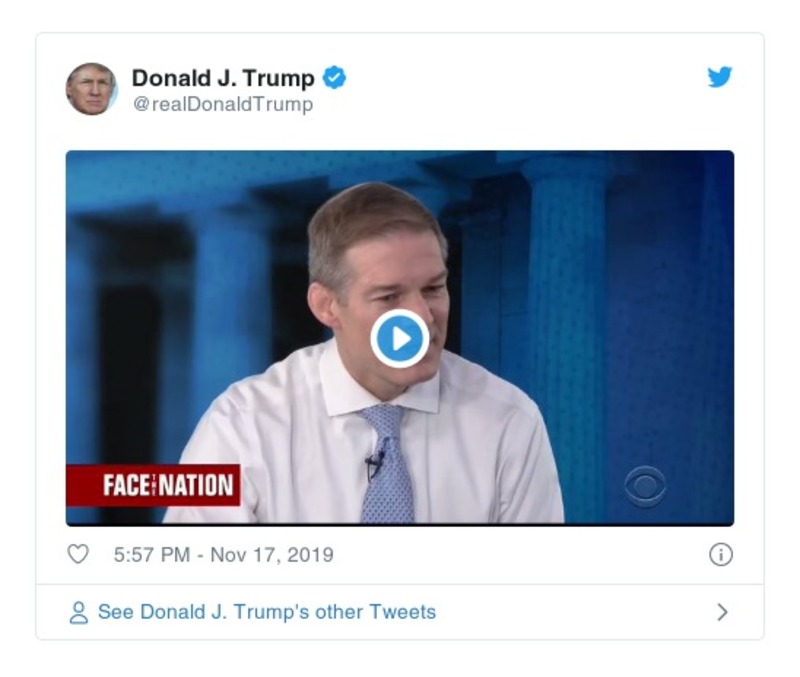 Donald J. Trump
@realDonaldTrump
FACE THE NATION
5:57 PM - Nov 17, 2019
See Donald J. Trump's other Tweets